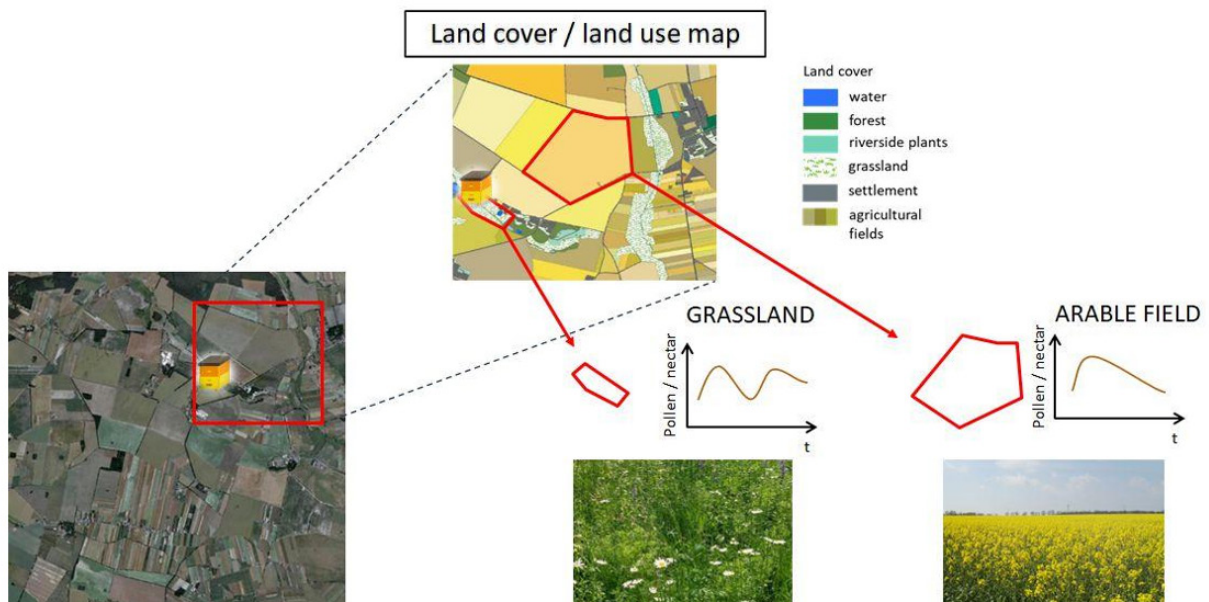 Land cover / land use map
Land cover
water
forest
riverside plants
grassland
settlement
agricultural
fields
GRASSLAND
Pollen / nectar
t
ARABLE FIELD
Pollen / nectar
t